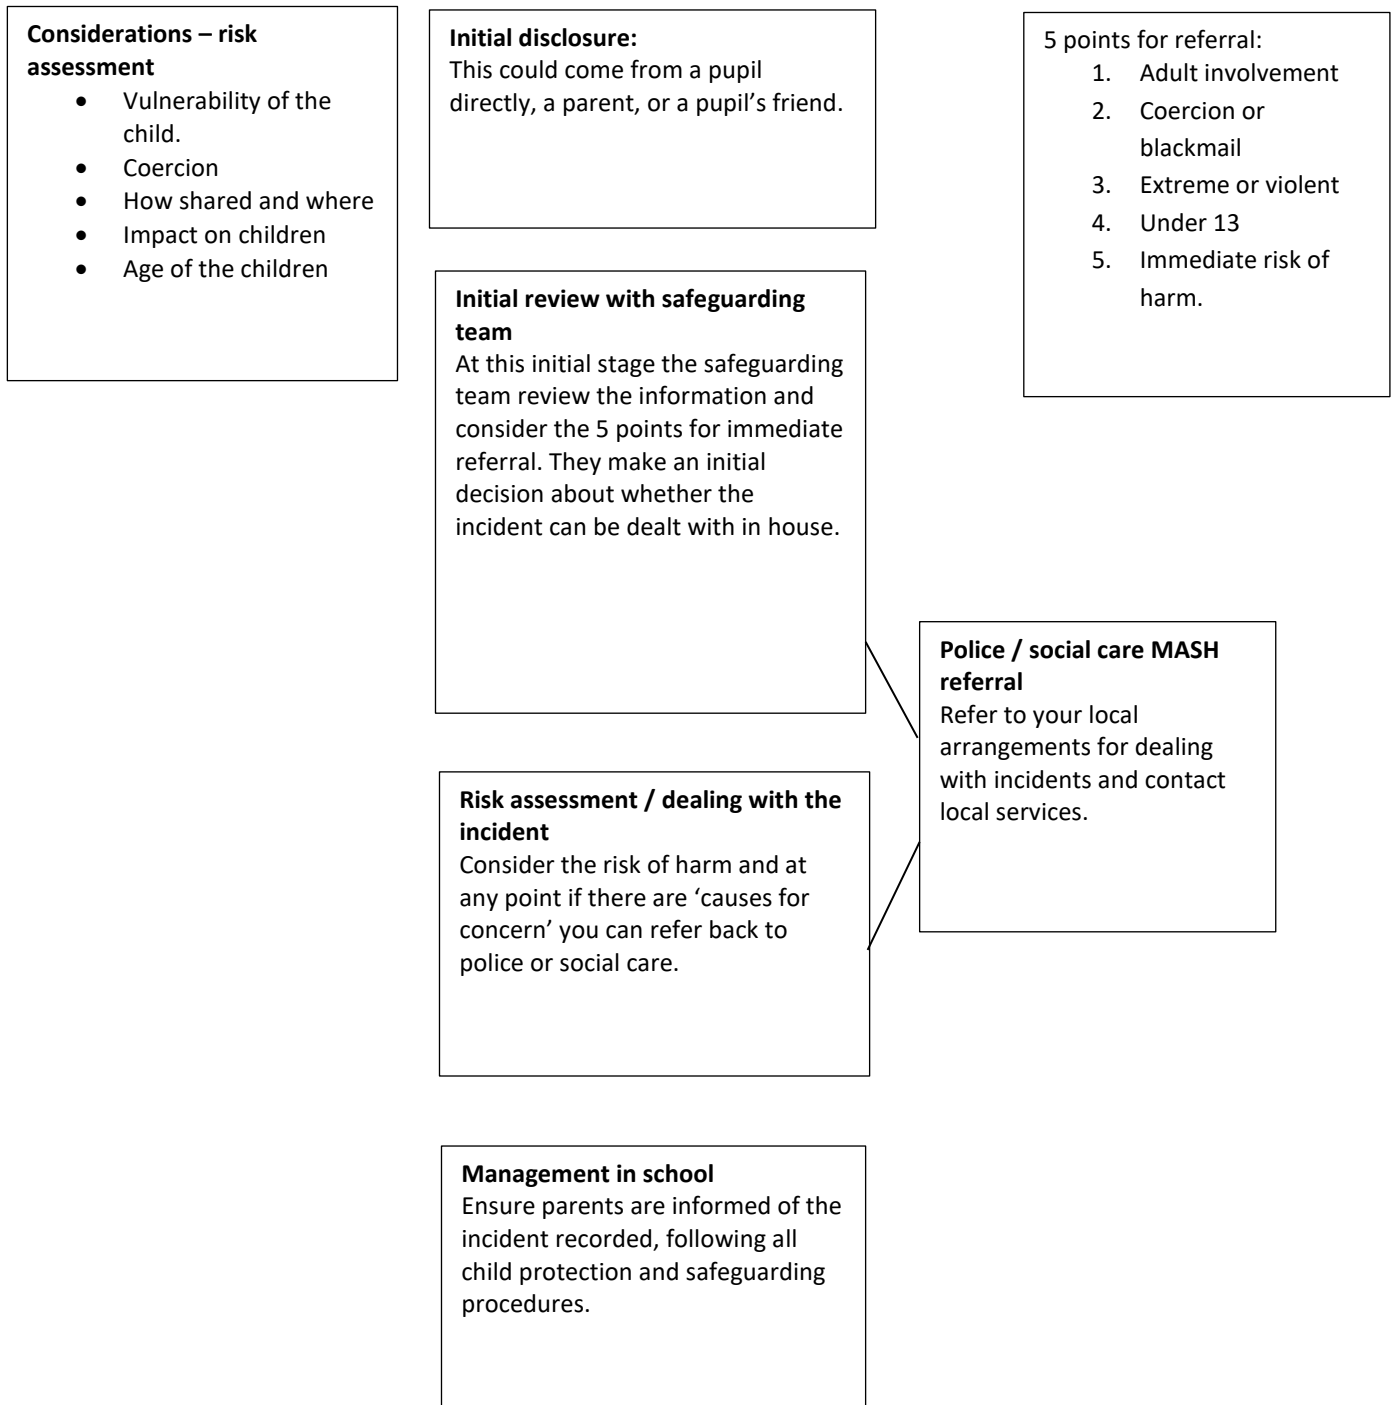 Considerations – risk
assessment
• Vulnerability of the
child.
• Coercion
• How shared and where
• Impact on children
• Age of the children
Initial disclosure:
This could come from a pupil
directly, a parent, or a pupil’s friend.
5 points for referral:
1. Adult involvement
2. Coercion or
blackmail
3. Extreme or violent
4. Under 13
5. Immediate risk of
harm.
Initial review with safeguarding
team
At this initial stage the safeguarding
team review the information and
consider the 5 points for immediate
referral. They make an initial
decision about whether the
incident can be dealt with in house.
Police / social care MASH
referral
Refer to your local
arrangements for dealing
with incidents and contact
local services.
Risk assessment / dealing with the
incident
Consider the risk of harm and at
any point if there are ‘causes for
concern’ you can refer back to
police or social care.
Management in school
Ensure parents are informed of the
incident recorded, following all
child protection and safeguarding
procedures.